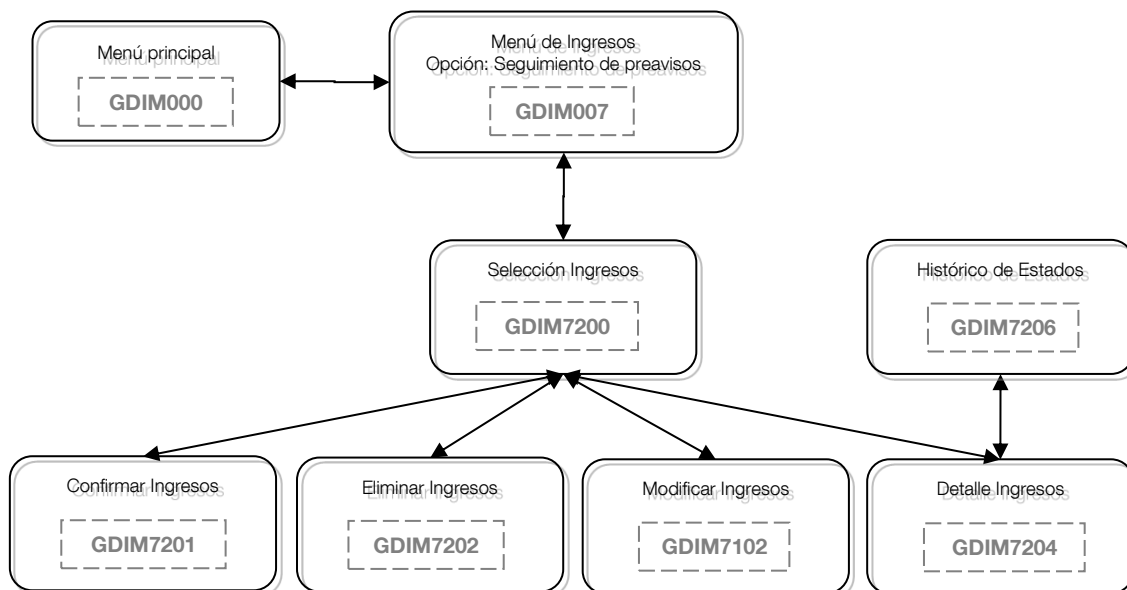 Menú principal
GDIM000
Menú de Ingresos
Opción: Seguimiento de preavisos
GDIM007
Selección Ingresos
GDIM7200
Histórico de Estados
GDIM7206
Confirmar Ingresos
GDIM7201
Eliminar Ingresos
GDIM7202
Modificar Ingresos
GDIM7102
Detalle Ingresos
GDIM7204